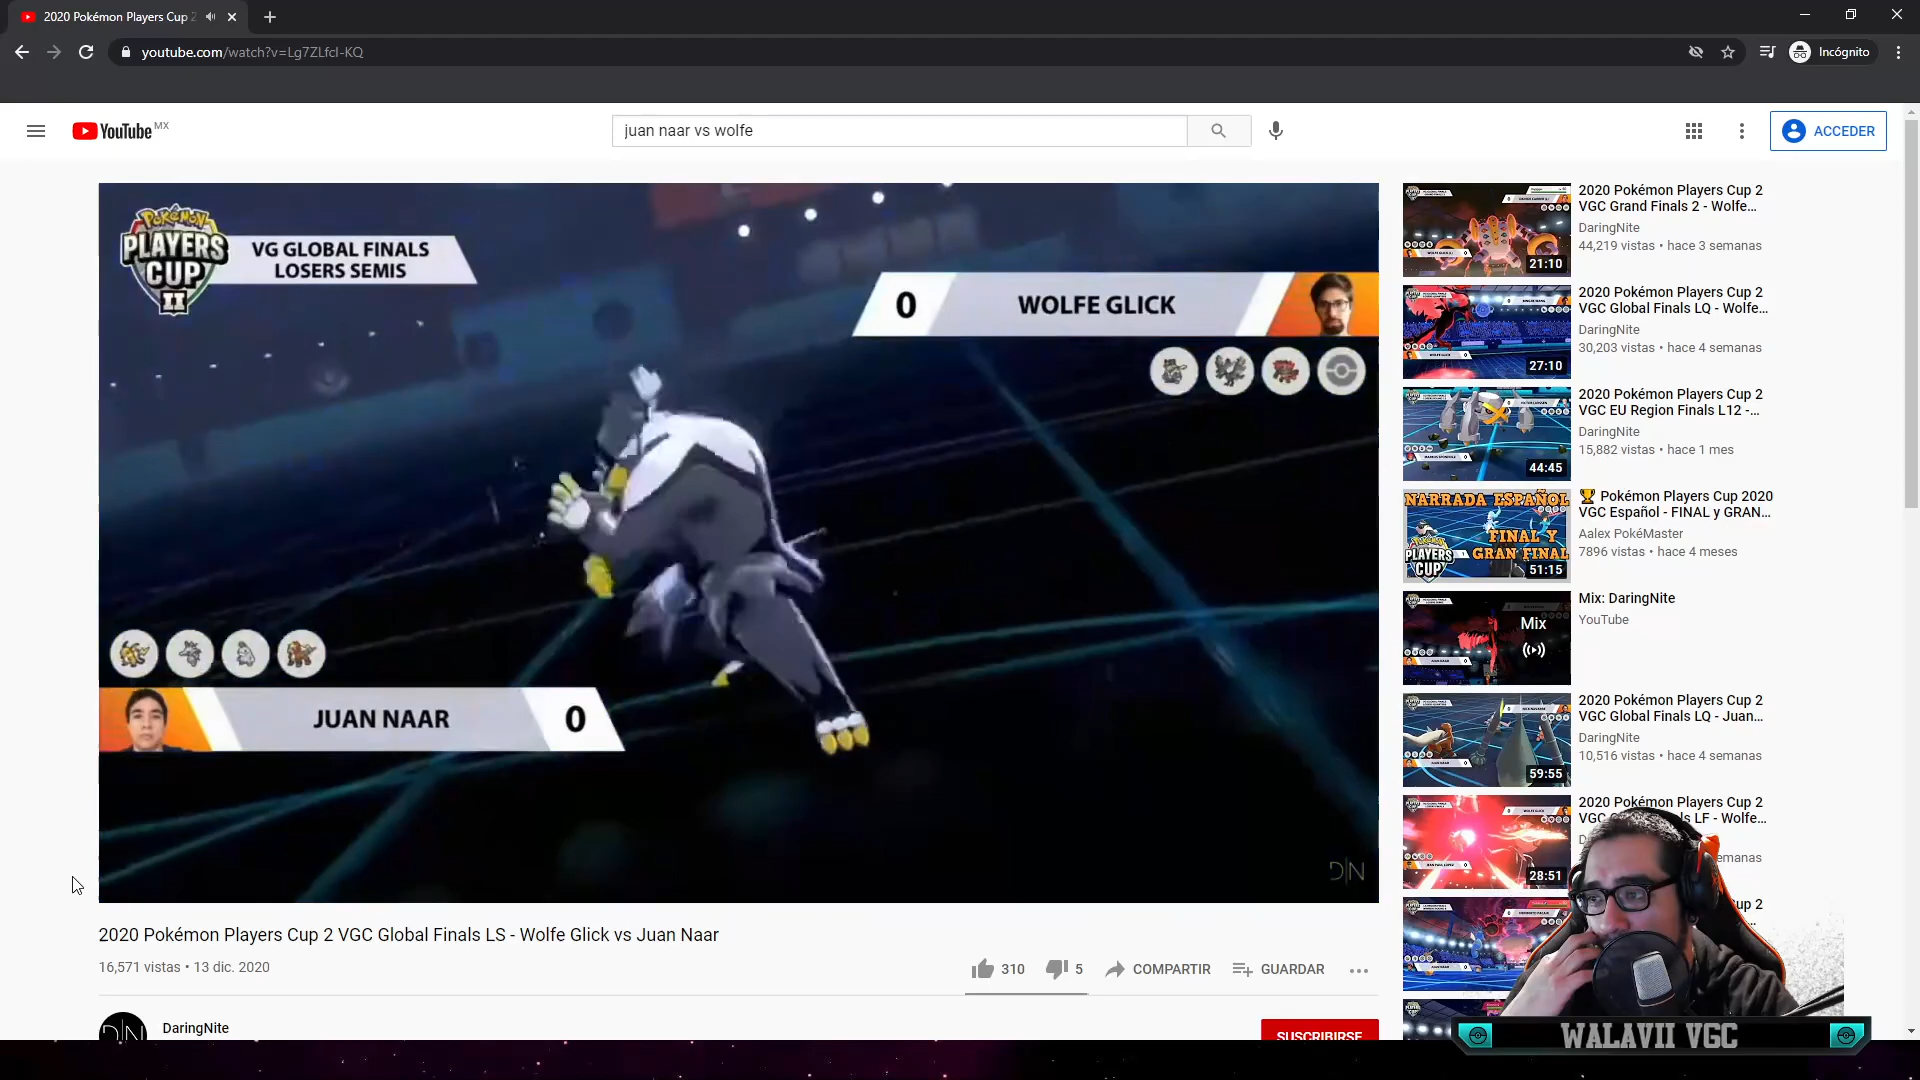 2020 Pokémon Players Cup 2
youtube.com/watch?v=Lg7ZLfcI-KQ
Incógnito
YouTube MX
juan naar vs wolfe
ACCEDER
Pokémon
PLAYERS
CUP
II
VG GLOBAL FINALS
LOSERS SEMIS
0 WOLFE GLICK
JUAN NAAR 0
D|N
2020 Pokémon Players Cup 2 VGC Global Finals LS - Wolfe Glick vs Juan Naar
16,571 vistas • 13 dic. 2020
310
5
COMPARTIR
GUARDAR
DaringNite
SUSCRIBIRSE
2020 Pokémon Players Cup 2
VGC Grand Finals 2 - Wolfe...
DaringNite
44,219 vistas • hace 3 semanas
21:10
2020 Pokémon Players Cup 2
VGC Global Finals LQ - Wolfe...
DaringNite
30,203 vistas • hace 4 semanas
27:10
2020 Pokémon Players Cup 2
VGC EU Region Finals L12 -...
DaringNite
15,882 vistas • hace 1 mes
44:45
NARRADA ESPAÑOL
FINAL Y
GRAN FINAL
PLAYERS
CUP
51:15
🏆 Pokémon Players Cup 2020
VGC Español - FINAL y GRAN...
Aalex PokéMaster
7896 vistas • hace 4 meses
Mix
Mix: DaringNite
YouTube
2020 Pokémon Players Cup 2
VGC Global Finals LQ - Juan...
DaringNite
10,516 vistas • hace 4 semanas
59:55
2020 Pokémon Players Cup 2
LF - Wolfe...
28:51
WALAVII VGC